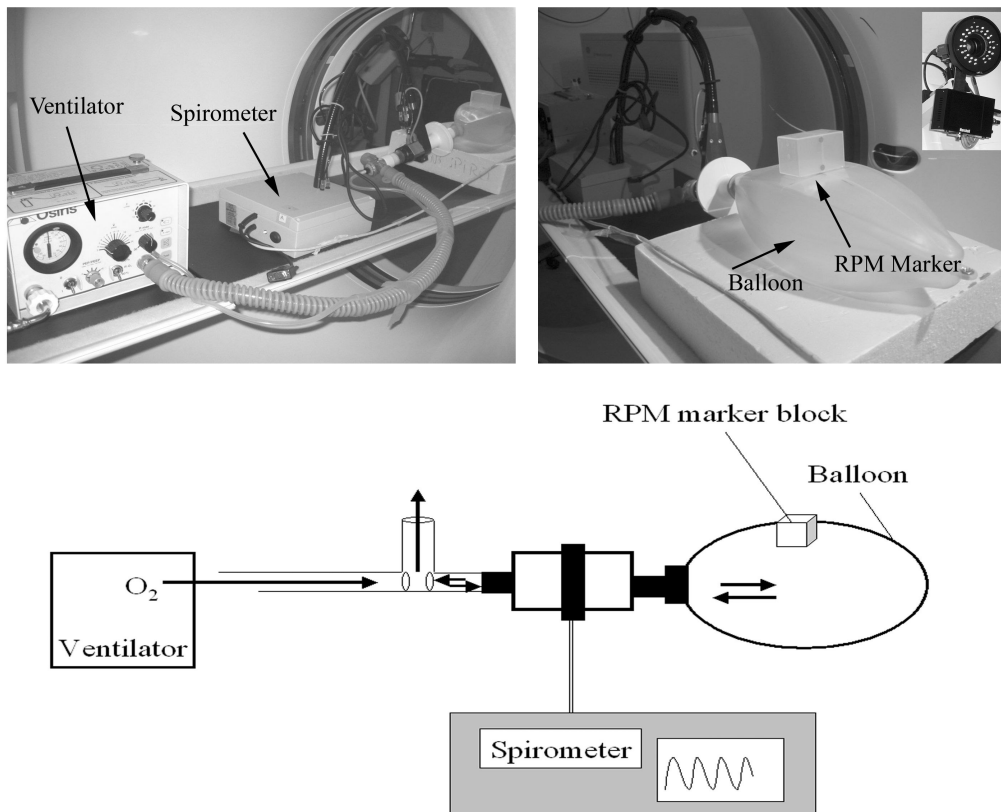 Ventilator
Spirometer
Osiris
Balloon
RPM Marker
RPM marker block
Balloon
O₂
Ventilator
Spirometer